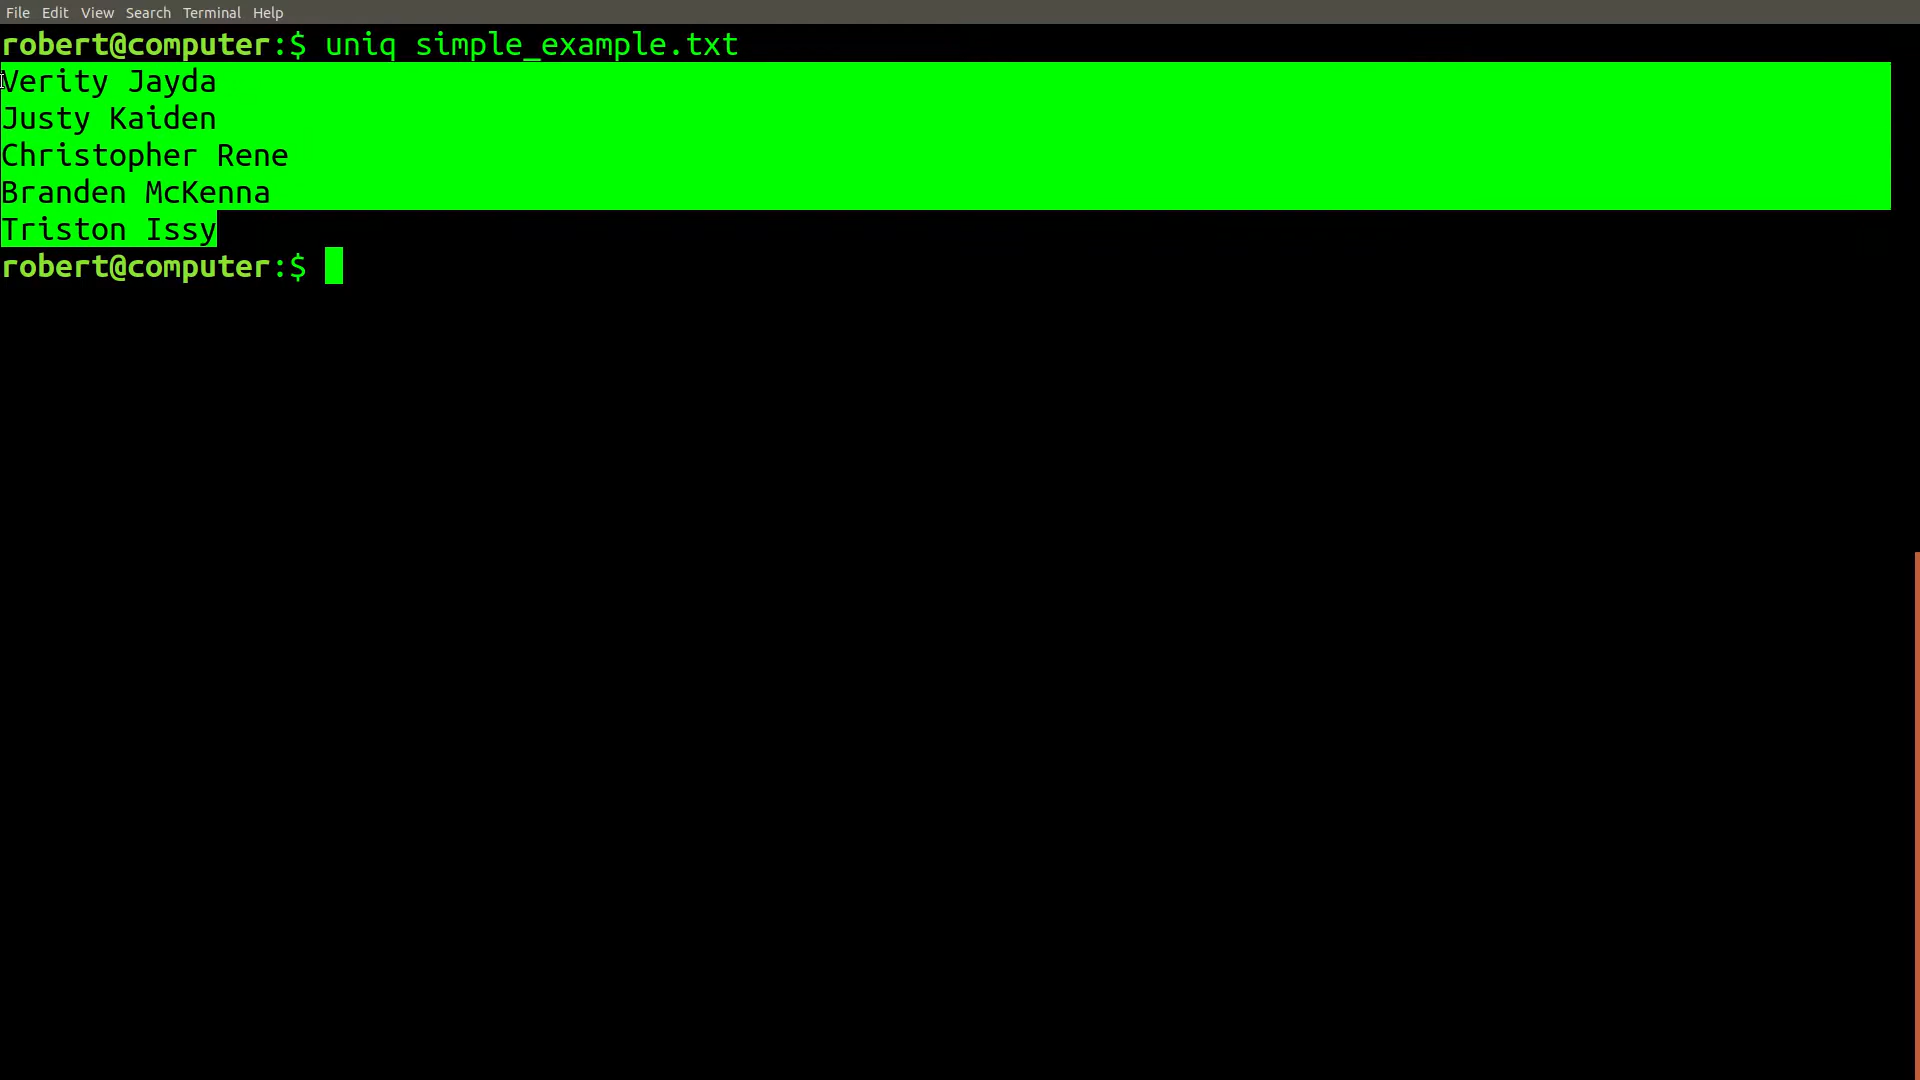 File Edit View Search Terminal Help
robert@computer:$ uniq simple_example.txt
Verity Jayda
Justy Kaiden
Christopher Rene
Branden McKenna
Triston Issy
robert@computer:$